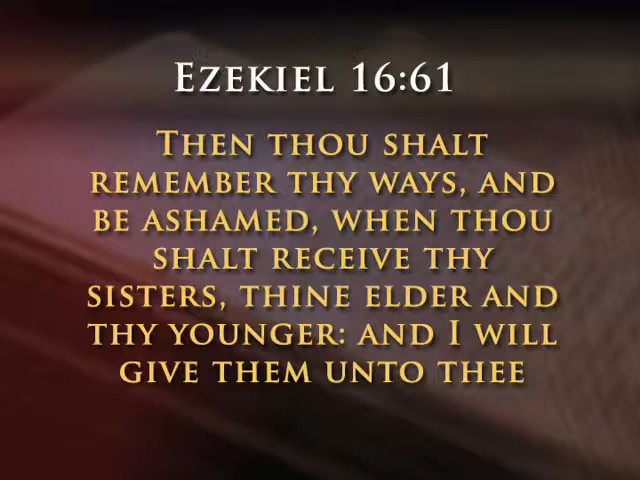 Ezekiel 16:61
Then thou shalt
remember thy ways, and
be ashamed, when thou
shalt receive thy
sisters, thine elder and
thy younger: and I will
give them unto thee